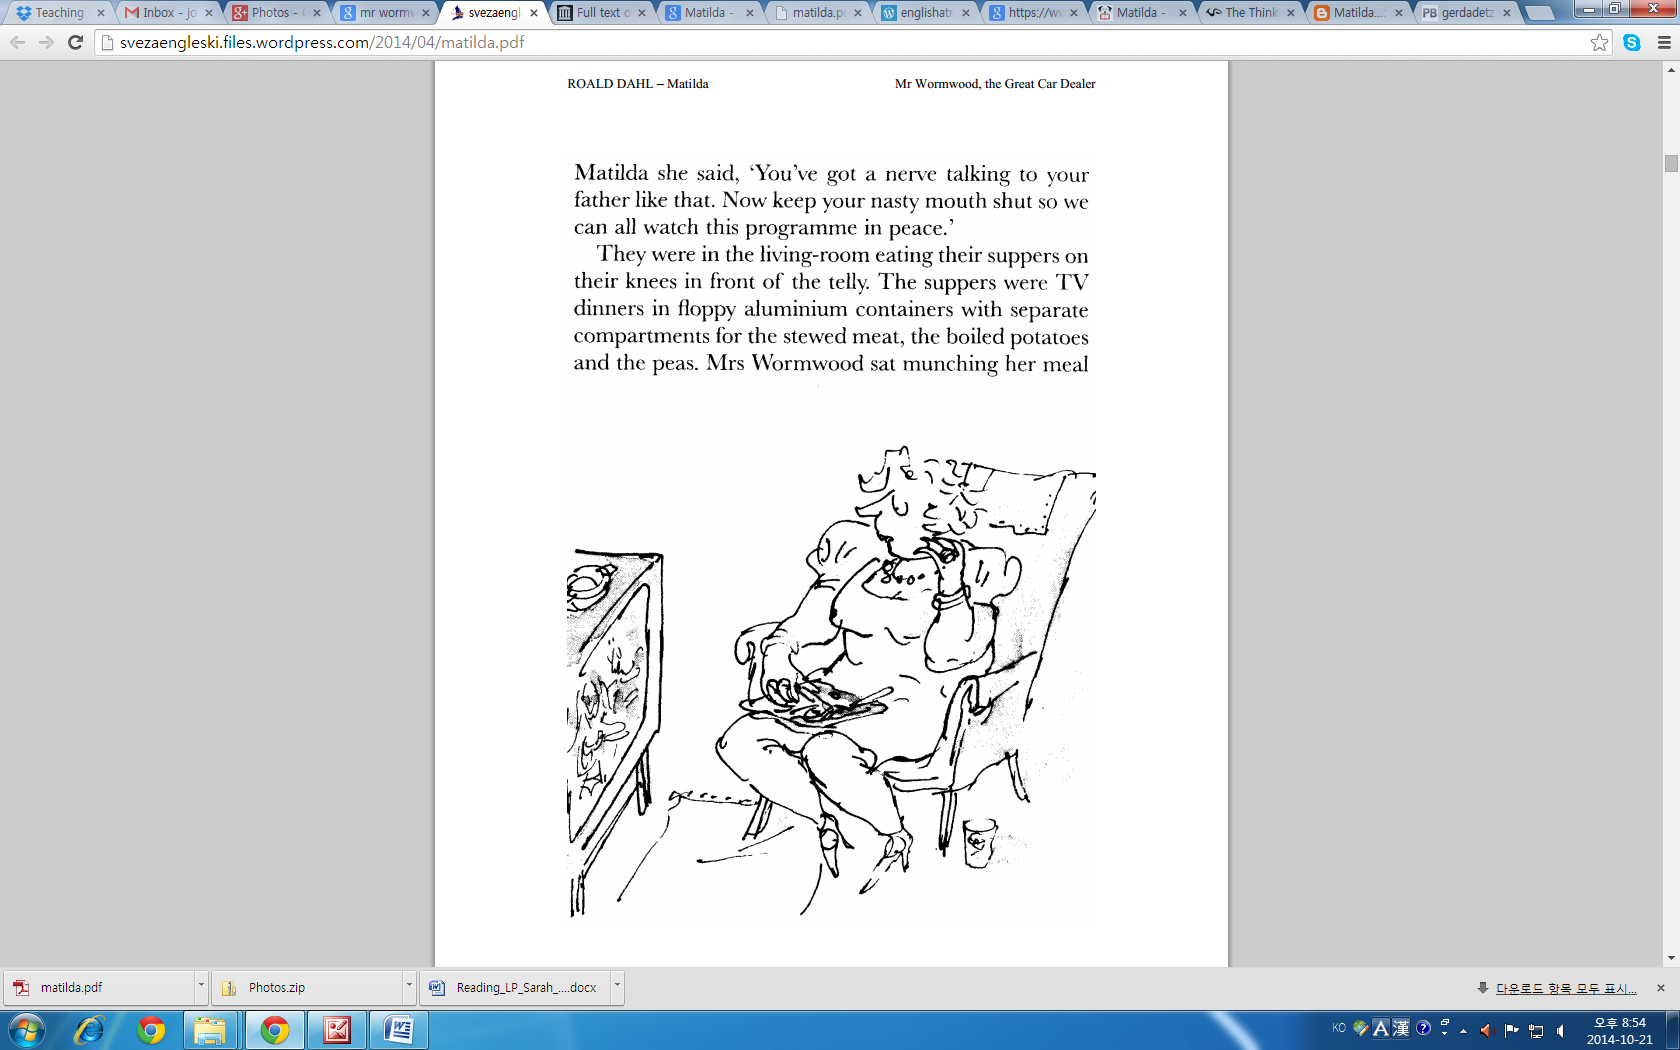 Teaching
Inbox - jo
Photos -
mr worm
svezaengl
Full text o
Matilda -
matilda.p
englishatr
https://w
Matilda -
The Think
Matilda...
gerdadetz
svezaengleski.files.wordpress.com/2014/04/matilda.pdf
ROALD DAHL – Matilda
Mr Wormwood, the Great Car Dealer
Matilda she said, ‘You’ve got a nerve talking to your
father like that. Now keep your nasty mouth shut so we
can all watch this programme in peace.’
They were in the living-room eating their suppers on
their knees in front of the telly. The suppers were TV
dinners in floppy aluminium containers with separate
compartments for the stewed meat, the boiled potatoes
and the peas. Mrs Wormwood sat munching her meal
matilda.pdf
Photos.zip
Reading_LP_Sarah_....docx
다운로드 항목 모두 표시...
KO
A 漢
오후 8:54
2014-10-21